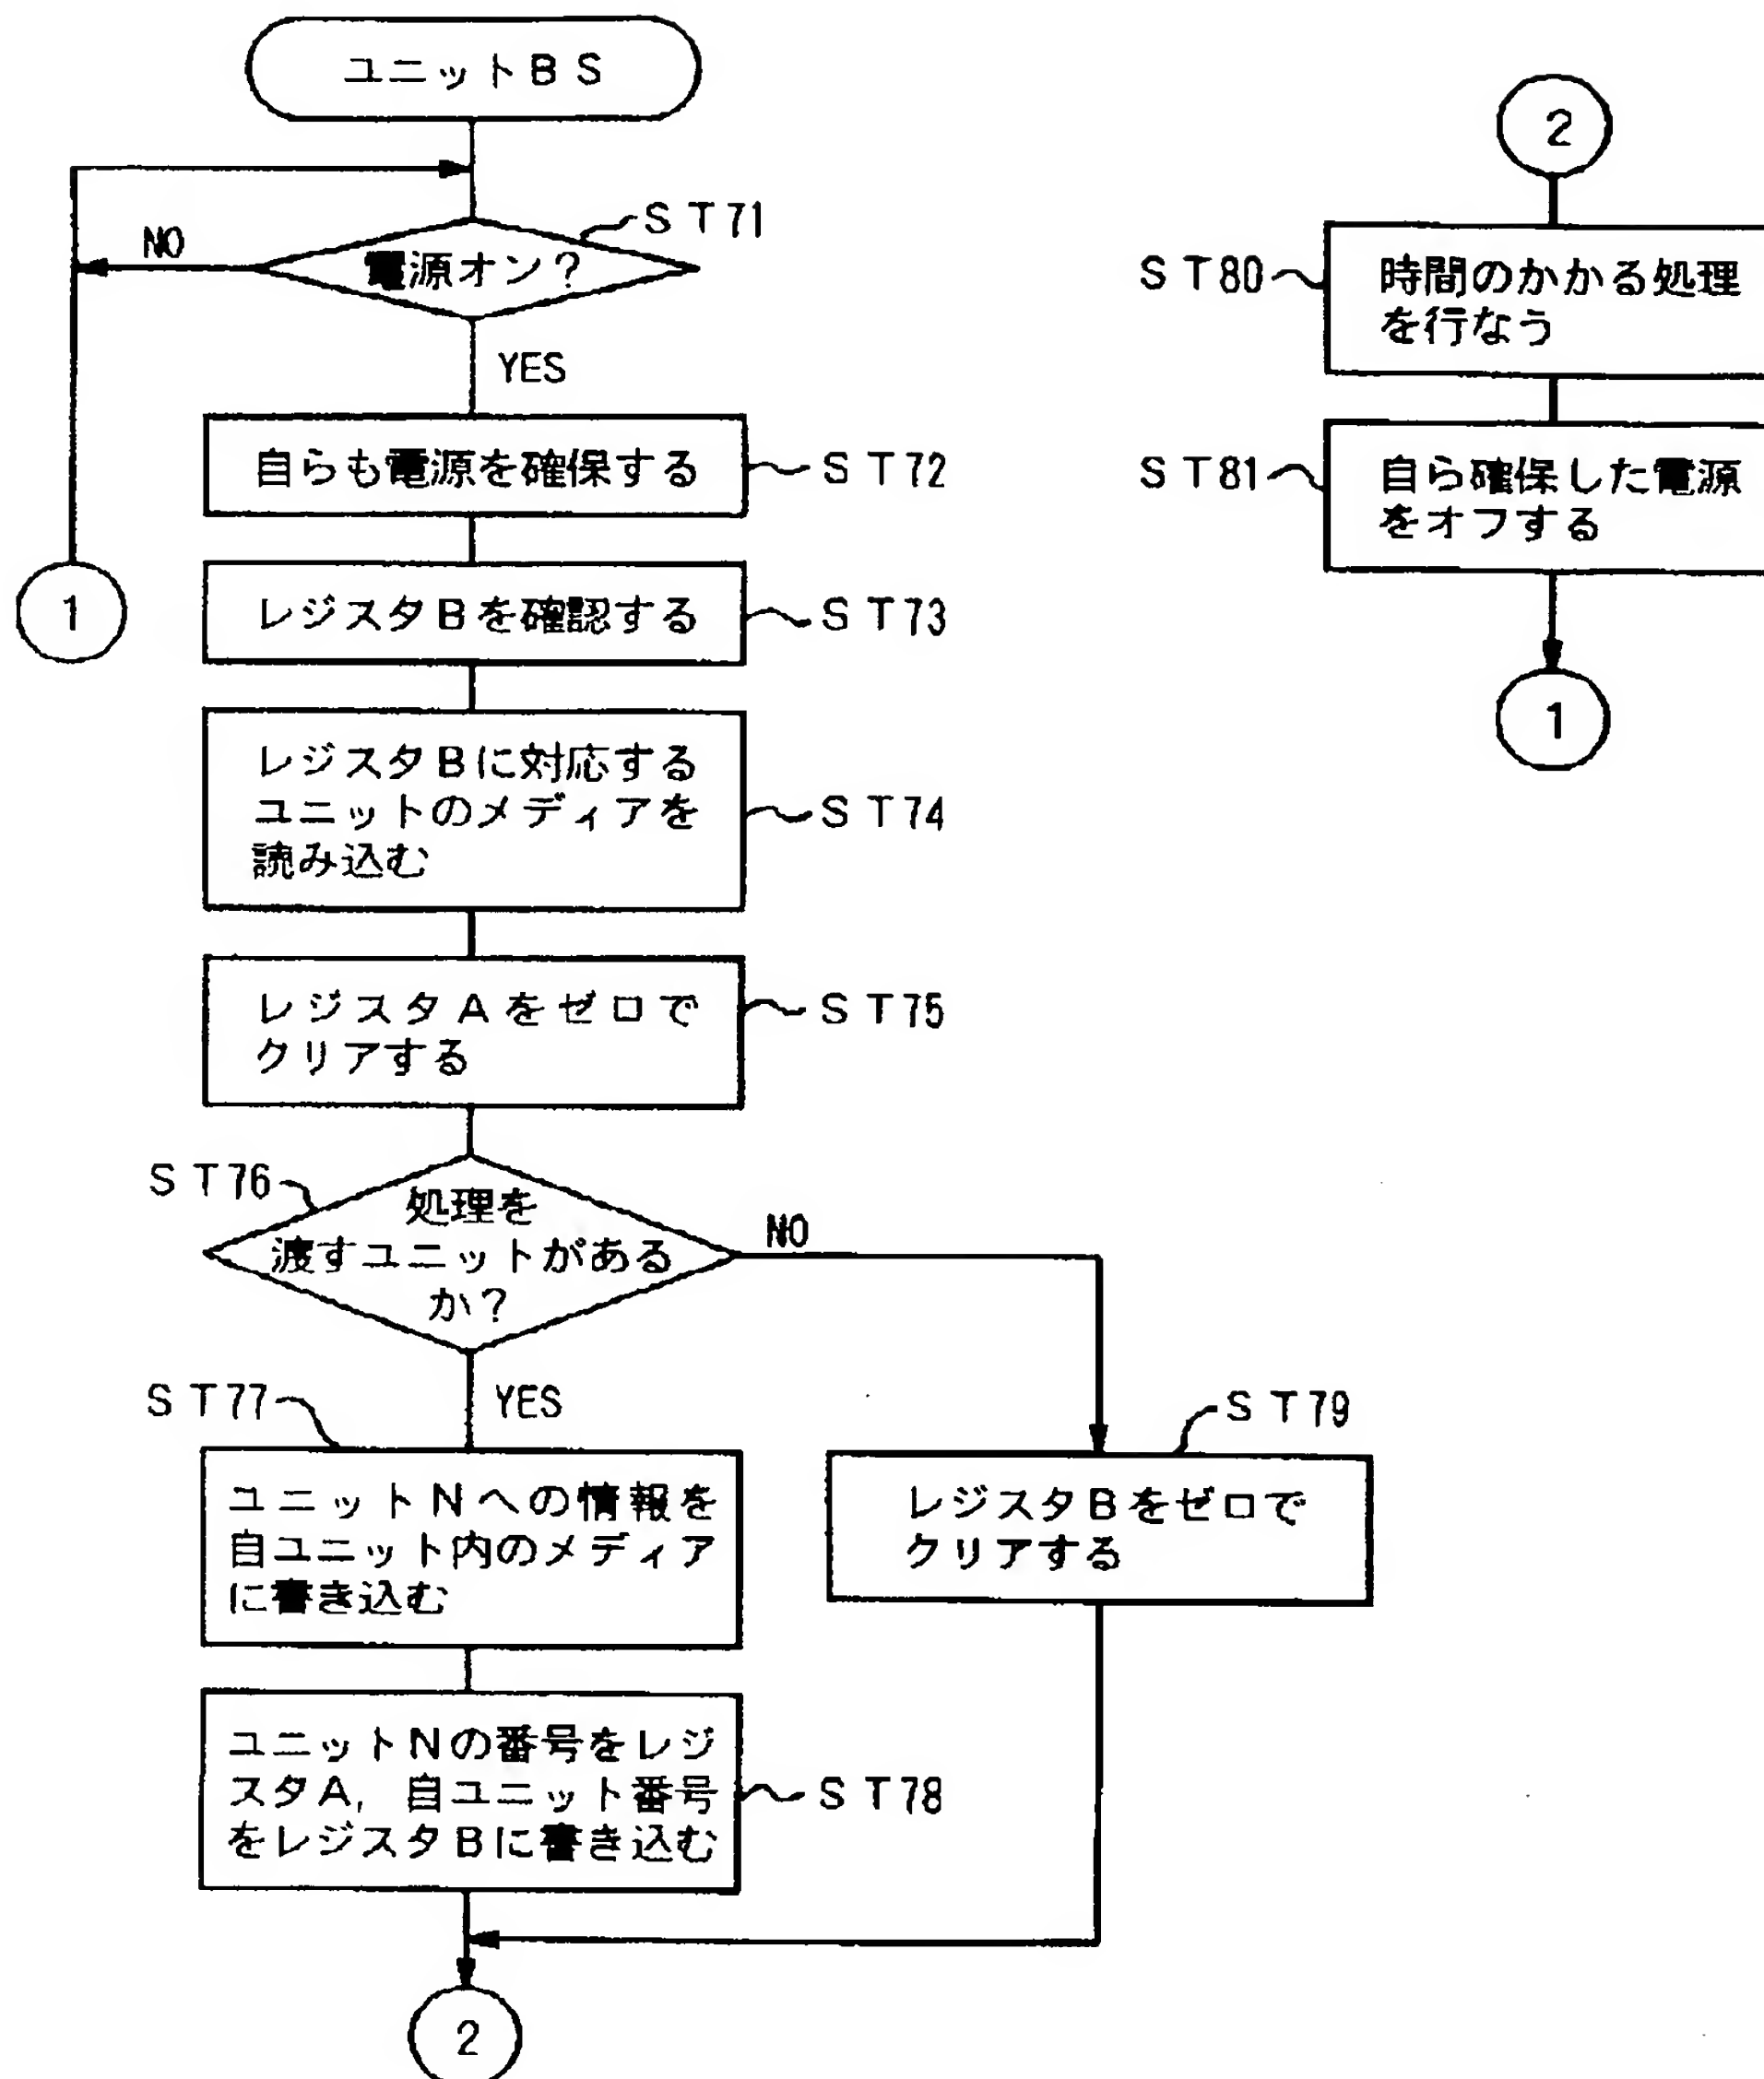 ユニットBS
ST71
NO
電源オン?
YES
自らも電源を確保する
ST72
1
レジスタBを確認する
ST73
レジスタBに対応する
ユニットのメディアを
読み込む
ST74
レジスタAをゼロで
クリアする
ST75
ST76
処理を
渡すユニットがある
か?
NO
ST77
YES
ユニットNへの情報を
自ユニット内のメディア
に書き込む
ST79
レジスタBをゼロで
クリアする
ユニットNの番号をレジ
スタA, 自ユニット番号
をレジスタBに書き込む
ST78
2
2
ST80
時間のかかる処理
を行なう
ST81
自ら確保した電源
をオフする
1